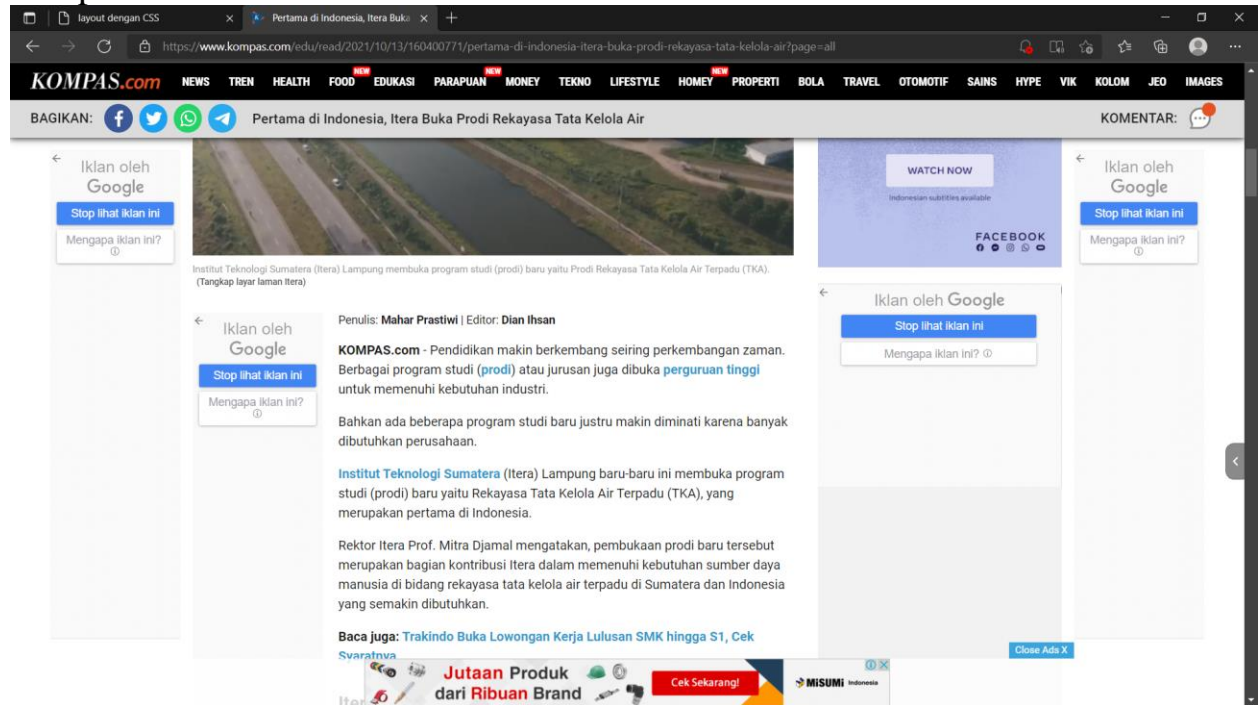 layout dengan CSS
Pertama di Indonesia, Itera Buka
https://www.kompas.com/edu/read/2021/10/13/160400771/pertama-di-indonesia-itera-buka-prodi-rekayasa-tata-kelola-air?page=all
KOMPAS.com NEWS TREN HEALTH FOOD NEW EDUKASI PARAPUAN NEW MONEY TEKNO LIFESTYLE HOMEY NEW PROPERTI BOLA TRAVEL OTOMOTIF SAINS HYPE VIK KOLOM JEO IMAGES
BAGIKAN: Pertama di Indonesia, Itera Buka Prodi Rekayasa Tata Kelola Air KOMENTAR:
Iklan oleh
Google
Stop lihat iklan ini
Mengapa iklan ini?
WATCH NOW
Indonesian subtitles available
FACEBOOK
Iklan oleh
Google
Stop lihat iklan ini
Mengapa iklan ini?
Institut Teknologi Sumatera (Itera) Lampung membuka program studi (prodi) baru yaitu Prodi Rekayasa Tata Kelola Air Terpadu (TKA).
(Tangkap layar laman Itera)
Iklan oleh
Google
Stop lihat iklan ini
Mengapa iklan ini?
Iklan oleh Google
Stop lihat iklan ini
Mengapa iklan ini?
Penulis: Mahar Prastiwi | Editor: Dian Ihsan
KOMPAS.com - Pendidikan makin berkembang seiring perkembangan zaman.
Berbagai program studi (prodi) atau jurusan juga dibuka perguruan tinggi
untuk memenuhi kebutuhan industri.
Bahkan ada beberapa program studi baru justru makin diminati karena banyak
dibutuhkan perusahaan.
Institut Teknologi Sumatera (Itera) Lampung baru-baru ini membuka program
studi (prodi) baru yaitu Rekayasa Tata Kelola Air Terpadu (TKA), yang
merupakan pertama di Indonesia.
Rektor Itera Prof. Mitra Djamal mengatakan, pembukaan prodi baru tersebut
merupakan bagian kontribusi Itera dalam memenuhi kebutuhan sumber daya
manusia di bidang rekayasa tata kelola air terpadu di Sumatera dan Indonesia
yang semakin dibutuhkan.
Baca juga: Trakindo Buka Lowongan Kerja Lulusan SMK hingga S1, Cek
Syaratnya
Close Ads X
Jutaan Produk
dari Ribuan Brand
Cek Sekarang!
MiSUMi Indonesia